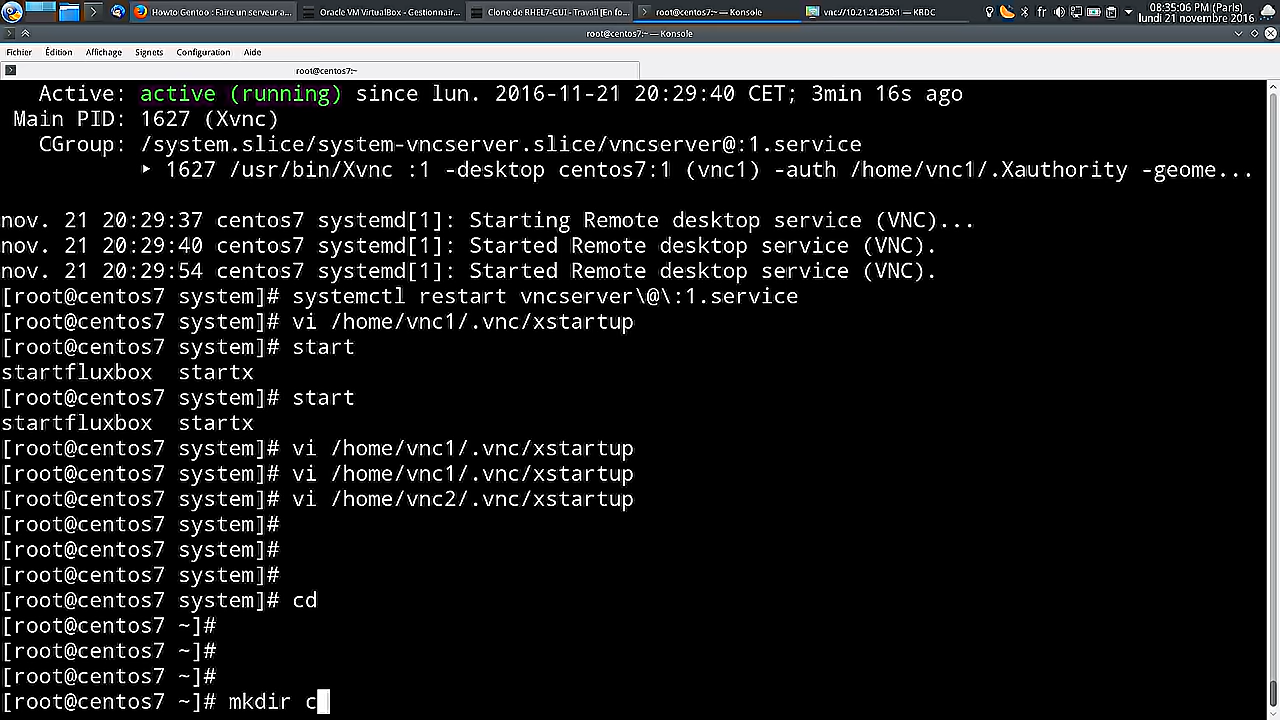 Howto Gentoo : Faire un serveur a...
Oracle VM VirtualBox - Gestionnair...
Clone de RHEL7-GUI - Travail [En fo...
root@centos7:~ — Konsole
vnc://10.21.21.250:1 — KRDC
fr
08:35:06 PM (Paris)
lundi 21 novembre 2016
root@centos7:~ — Konsole
Fichier Édition Affichage Signets Configuration Aide
root@centos7:~
Active: active (running) since lun. 2016-11-21 20:29:40 CET; 3min 16s ago
Main PID: 1627 (Xvnc)
CGroup: /system.slice/system-vncserver.slice/vncserver@:1.service
‣ 1627 /usr/bin/Xvnc :1 -desktop centos7:1 (vnc1) -auth /home/vnc1/.Xauthority -geome...
nov. 21 20:29:37 centos7 systemd[1]: Starting Remote desktop service (VNC)...
nov. 21 20:29:40 centos7 systemd[1]: Started Remote desktop service (VNC).
nov. 21 20:29:54 centos7 systemd[1]: Started Remote desktop service (VNC).
[root@centos7 system]# systemctl restart vncserver\@\:1.service
[root@centos7 system]# vi /home/vnc1/.vnc/xstartup
[root@centos7 system]# start
startfluxbox startx
[root@centos7 system]# start
startfluxbox startx
[root@centos7 system]# vi /home/vnc1/.vnc/xstartup
[root@centos7 system]# vi /home/vnc1/.vnc/xstartup
[root@centos7 system]# vi /home/vnc2/.vnc/xstartup
[root@centos7 system]#
[root@centos7 system]#
[root@centos7 system]#
[root@centos7 system]# cd
[root@centos7 ~]#
[root@centos7 ~]#
[root@centos7 ~]#
[root@centos7 ~]# mkdir c